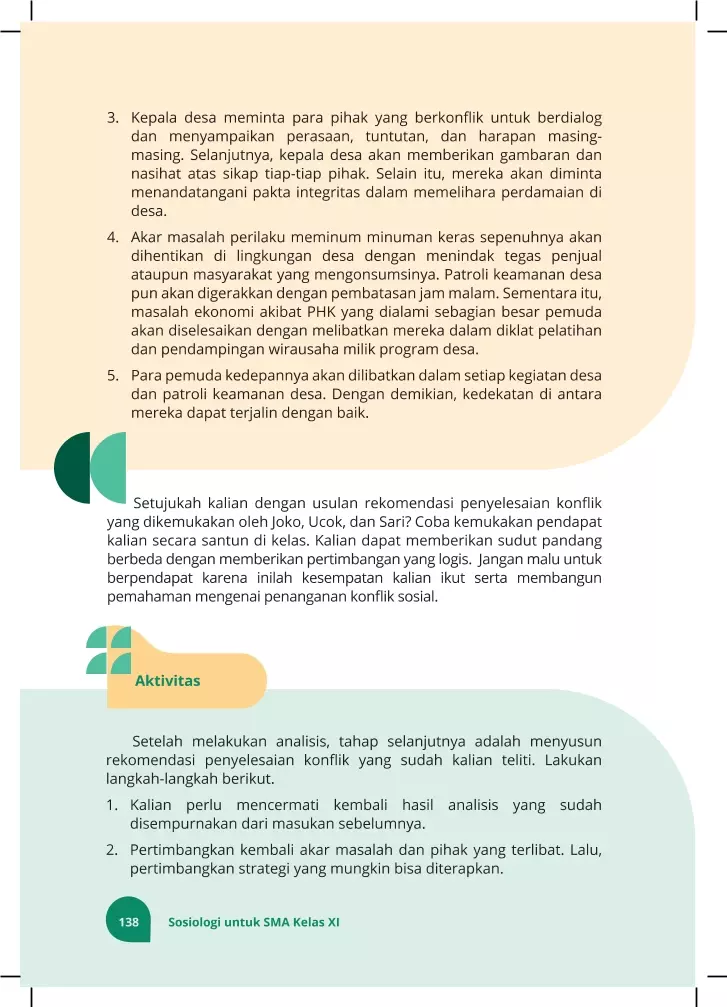 3. Kepala desa meminta para pihak yang berkonflik untuk berdialog
dan menyampaikan perasaan, tuntutan, dan harapan masing-
masing. Selanjutnya, kepala desa akan memberikan gambaran dan
nasihat atas sikap tiap-tiap pihak. Selain itu, mereka akan diminta
menandatangani pakta integritas dalam memelihara perdamaian di
desa.
4. Akar masalah perilaku meminum minuman keras sepenuhnya akan
dihentikan di lingkungan desa dengan menindak tegas penjual
ataupun masyarakat yang mengonsumsinya. Patroli keamanan desa
pun akan digerakkan dengan pembatasan jam malam. Sementara itu,
masalah ekonomi akibat PHK yang dialami sebagian besar pemuda
akan diselesaikan dengan melibatkan mereka dalam diklat pelatihan
dan pendampingan wirausaha milik program desa.
5. Para pemuda kedepannya akan dilibatkan dalam setiap kegiatan desa
dan patroli keamanan desa. Dengan demikian, kedekatan di antara
mereka dapat terjalin dengan baik.
Setujukah kalian dengan usulan rekomendasi penyelesaian konflik
yang dikemukakan oleh Joko, Ucok, dan Sari? Coba kemukakan pendapat
kalian secara santun di kelas. Kalian dapat memberikan sudut pandang
berbeda dengan memberikan pertimbangan yang logis. Jangan malu untuk
berpendapat karena inilah kesempatan kalian ikut serta membangun
pemahaman mengenai penanganan konflik sosial.
Aktivitas
Setelah melakukan analisis, tahap selanjutnya adalah menyusun
rekomendasi penyelesaian konflik yang sudah kalian teliti. Lakukan
langkah-langkah berikut.
1. Kalian perlu mencermati kembali hasil analisis yang sudah
disempurnakan dari masukan sebelumnya.
2. Pertimbangkan kembali akar masalah dan pihak yang terlibat. Lalu,
pertimbangkan strategi yang mungkin bisa diterapkan.
138 Sosiologi untuk SMA Kelas XI